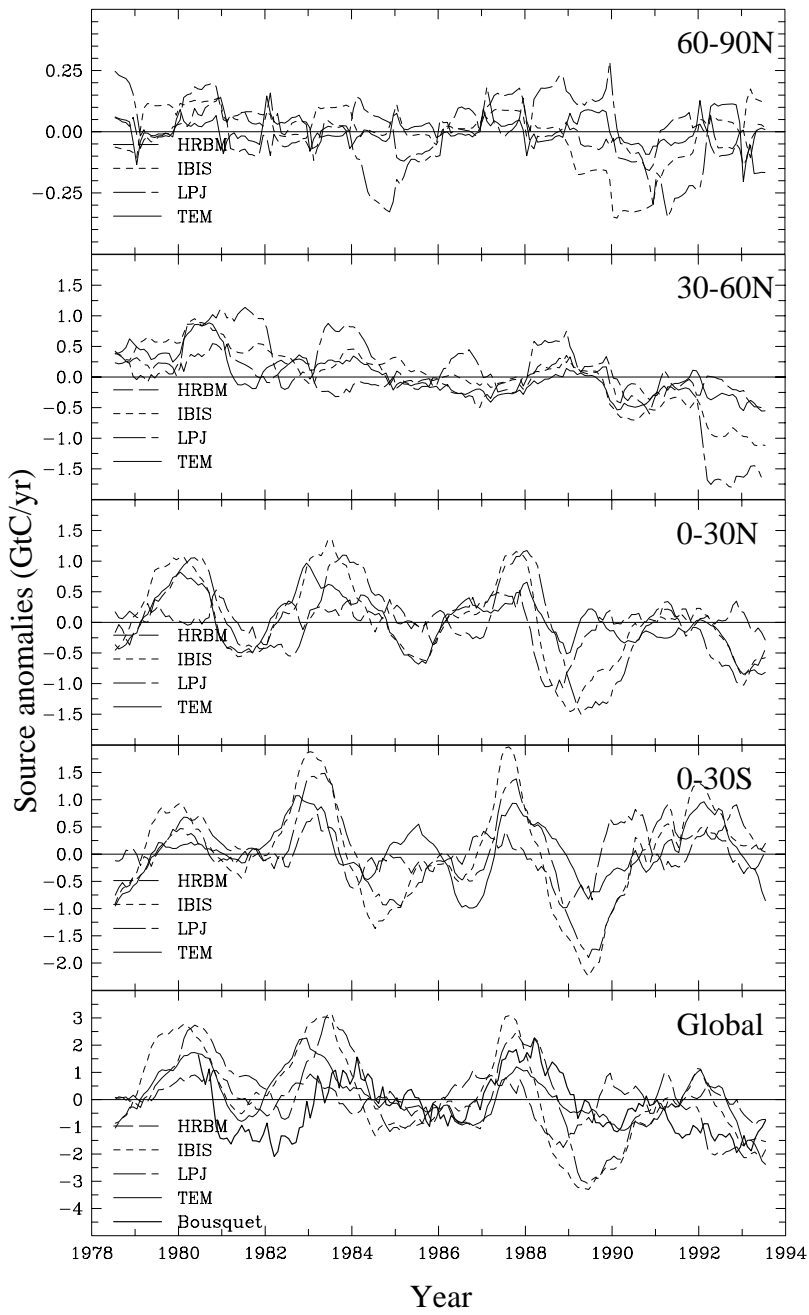 60-90N
0.25
0.00
−0.25
HRBM
IBIS
LPJ
TEM
30-60N
1.5
1.0
0.5
0.0
−0.5
−1.0
−1.5
HRBM
IBIS
LPJ
TEM
Source anomalies (GtC/yr)
0-30N
1.5
1.0
0.5
0.0
−0.5
−1.0
−1.5
HRBM
IBIS
LPJ
TEM
0-30S
1.5
1.0
0.5
0.0
−0.5
−1.0
−1.5
−2.0
HRBM
IBIS
LPJ
TEM
Global
3
2
1
0
−1
−2
−3
−4
HRBM
IBIS
LPJ
TEM
Bousquet
1978 1980 1982 1984 1986 1988 1990 1992 1994
Year